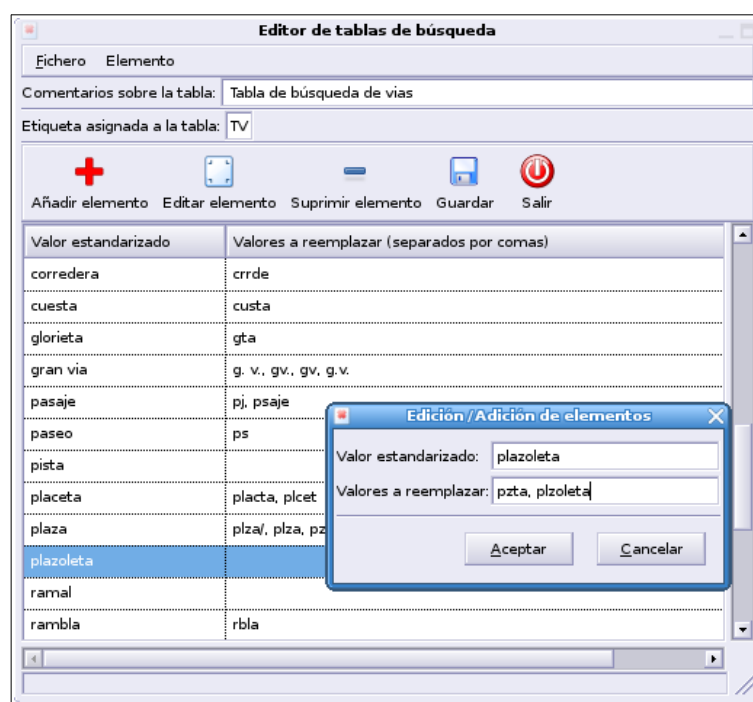 Editor de tablas de búsqueda
Fichero Elemento
Comentarios sobre la tabla: Tabla de búsqueda de vias
Etiqueta asignada a la tabla: TV
Añadir elemento Editar elemento Suprimir elemento Guardar Salir
Valor estandarizado Valores a reemplazar (separados por comas)
corredera crrde
cuesta custa
glorieta gta
gran via g. v., gv., gv, g.v.
pasaje pj, psaje
Edición/Adición de elementos
paseo ps
Valor estandarizado: plazoleta
pista
Valores a reemplazar: pzta, plzoleta
placeta placta, plcet
plaza plza/, plza, pz
Aceptar Cancelar
plazoleta
ramal
rambla rbla